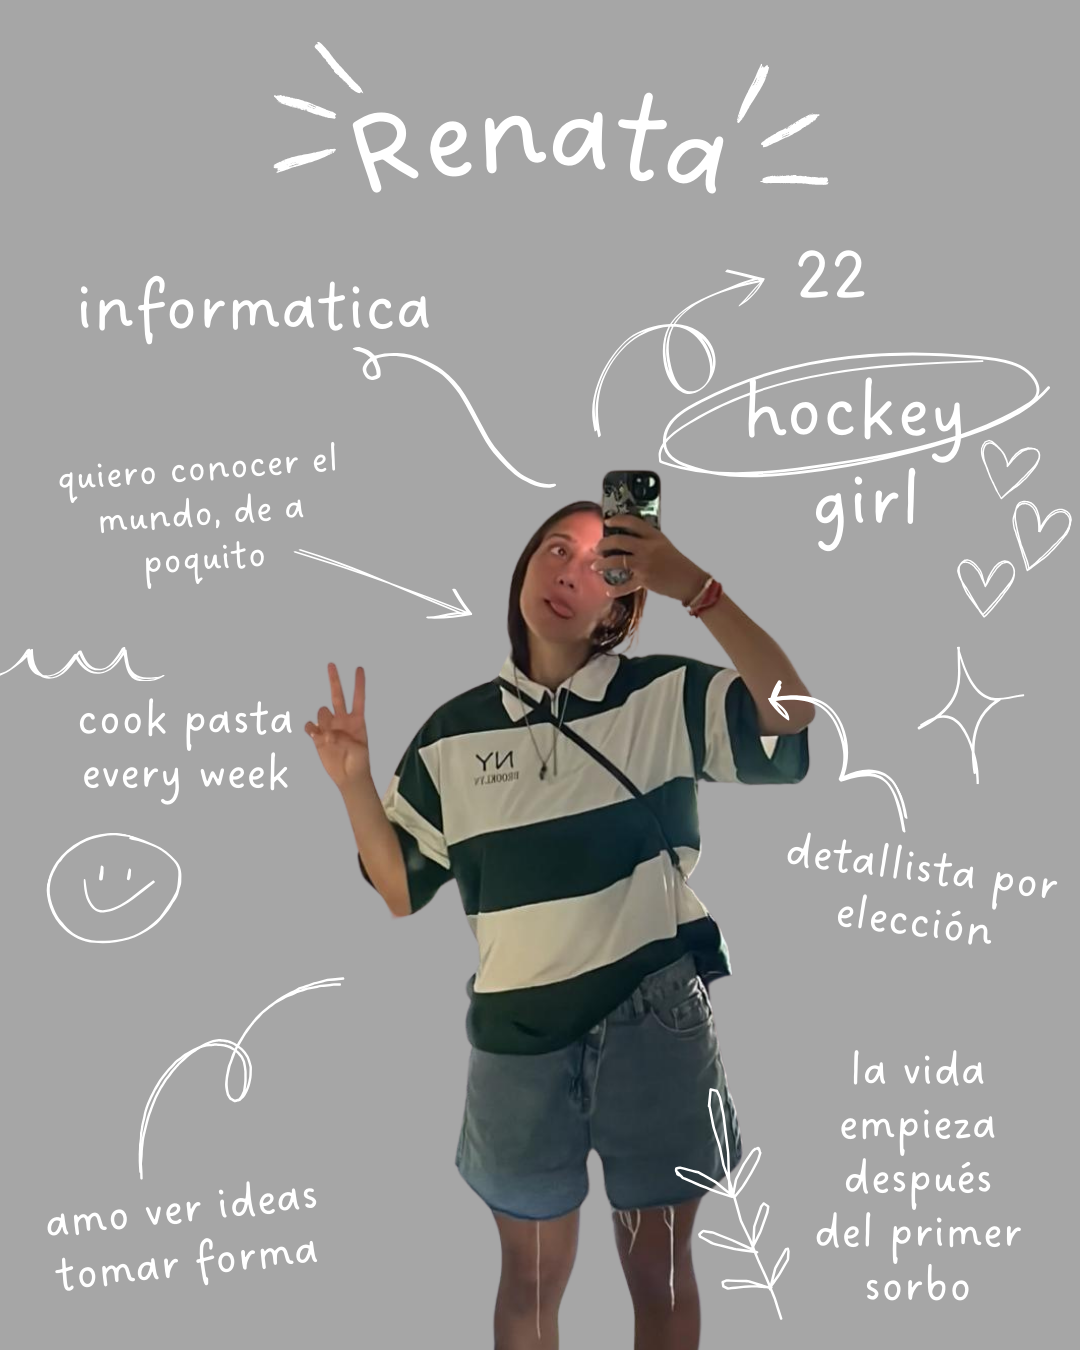 Renata
informatica
22
hockey
girl
quiero conocer el
mundo, de a
poquito
cook pasta
every week
NY
BROOKLYN
detallista por
elección
amo ver ideas
tomar forma
la vida
empieza
después
del primer
sorbo